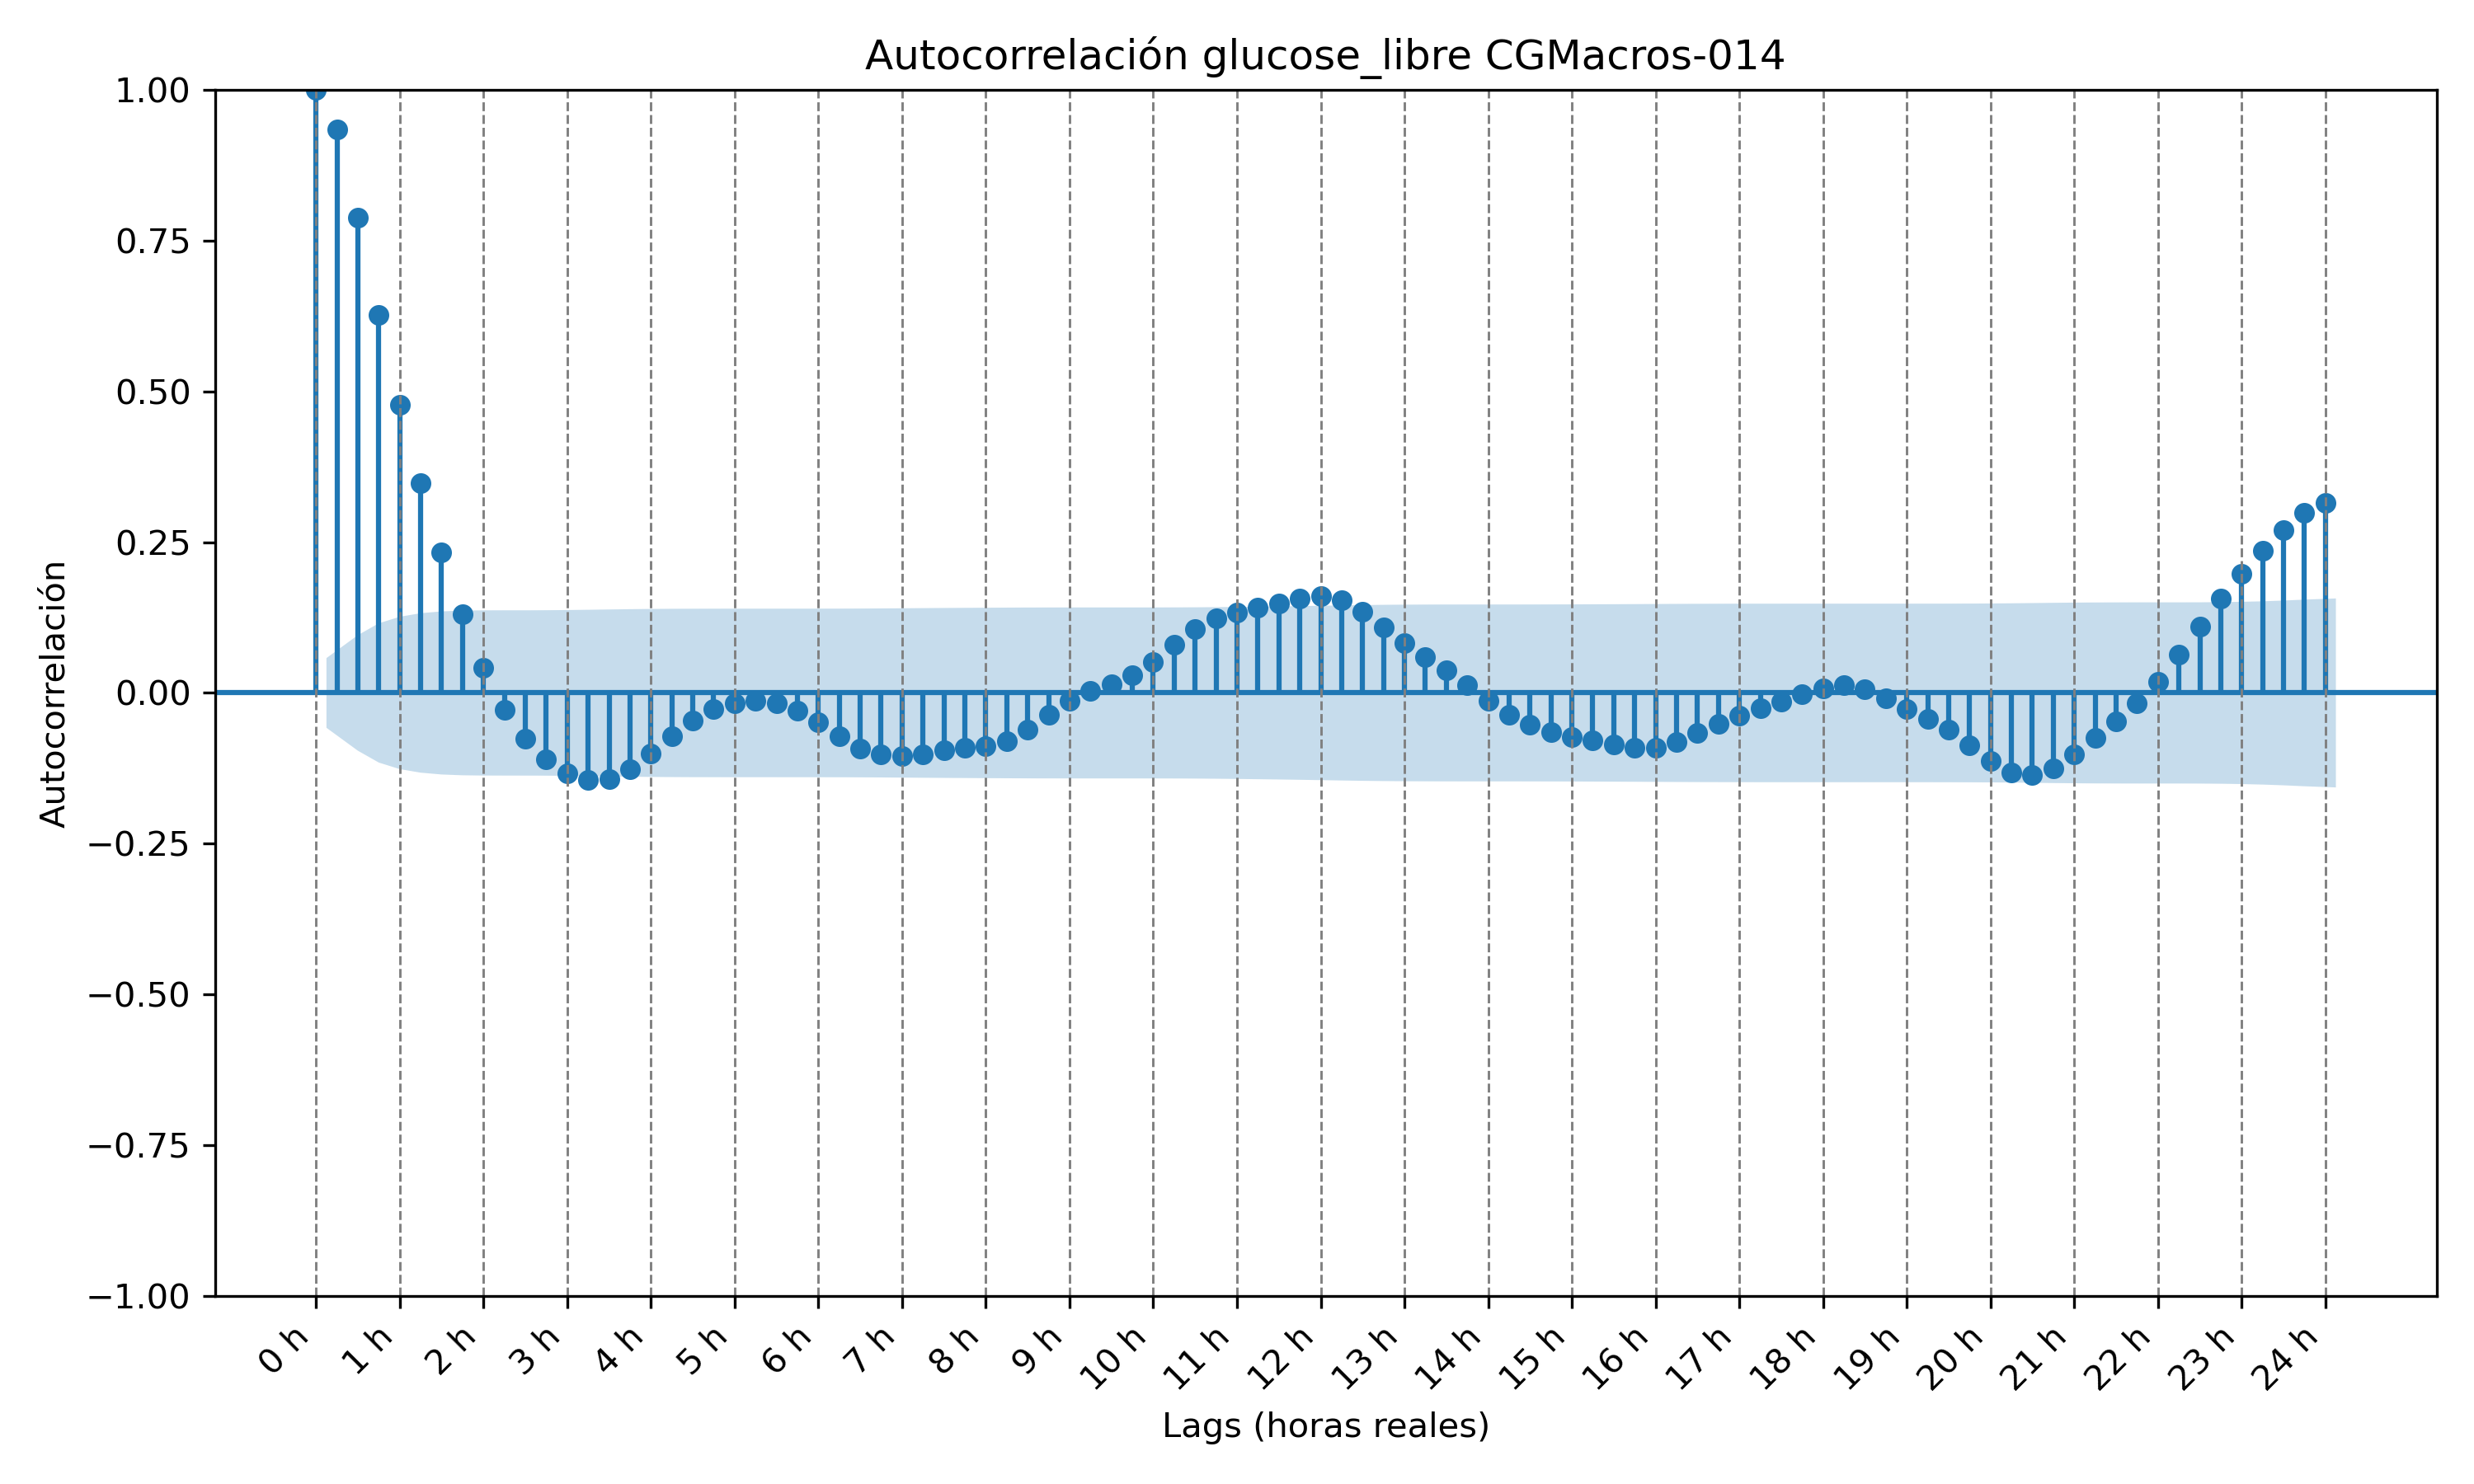 Autocorrelación glucose_libre CGMacros-014
1.00
0.75
0.50
0.25
0.00
−0.25
−0.50
−0.75
−1.00
Autocorrelación
0 h 1 h 2 h 3 h 4 h 5 h 6 h 7 h 8 h 9 h 10 h 11 h 12 h 13 h 14 h 15 h 16 h 17 h 18 h 19 h 20 h 21 h 22 h 23 h 24 h
Lags (horas reales)